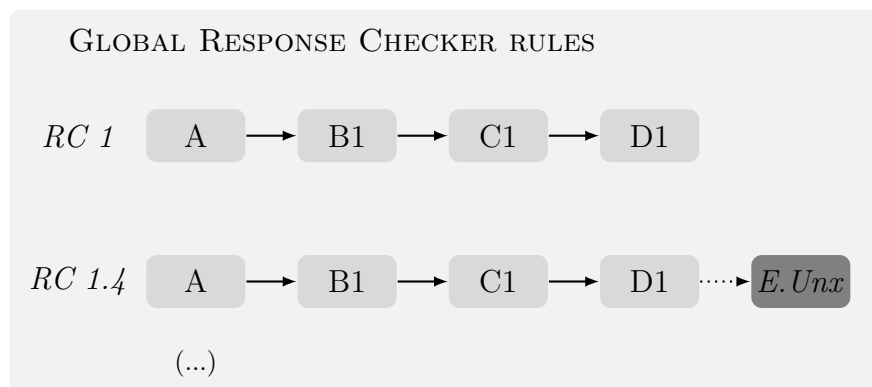 GLOBAL RESPONSE CHECKER RULES
RC 1 A B1 C1 D1
RC 1.4 A B1 C1 D1 E.Unx
(...)